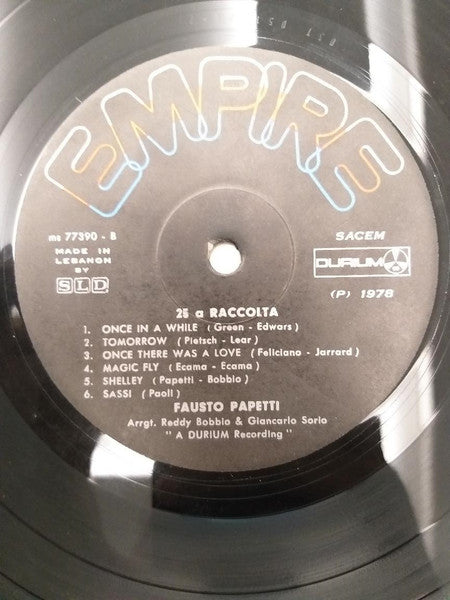 EMPIRE
ms 77390 - B
MADE IN
LEBANON
BY
S.L.D.
SACEM
DURIUM
(P) 1978
25 a RACCOLTA
1. ONCE IN A WHILE ( Green - Edwars )
2. TOMORROW ( Pietsch - Lear )
3. ONCE THERE WAS A LOVE ( Feliciano - Jarrard )
4. MAGIC FLY ( Ecama - Ecama )
5. SHELLEY ( Papetti - Bobbio )
6. SASSI ( Paoli )
FAUSTO PAPETTI
Arrgt. Reddy Bobbio & Giancarlo Sorio
" A DURIUM Recording "